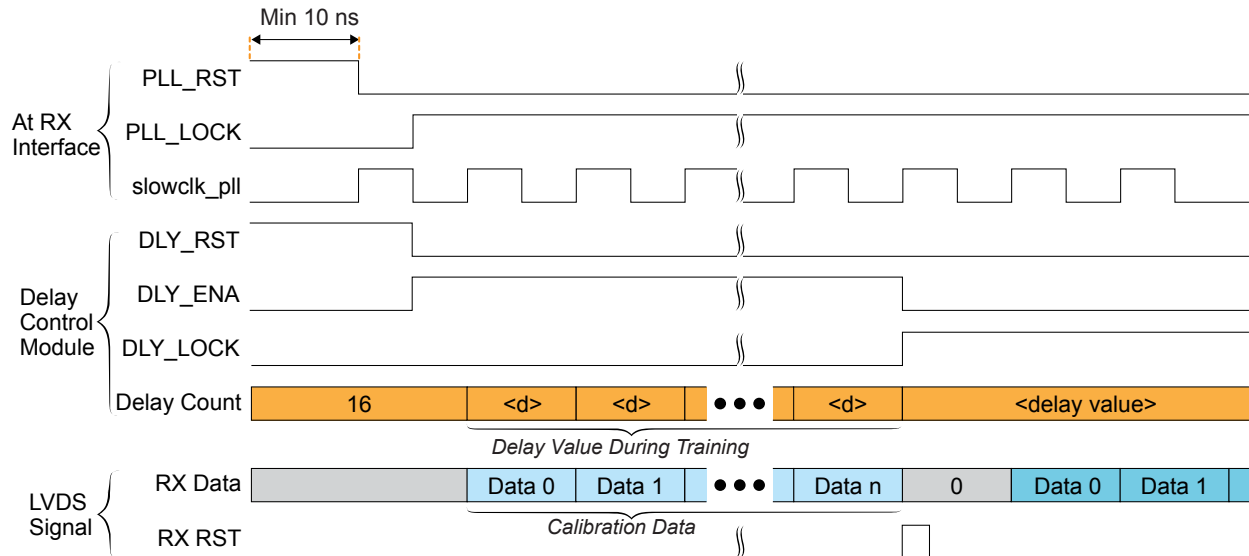 Min 10 ns
At RX
Interface
PLL_RST
PLL_LOCK
slowclk_pll
Delay
Control
Module
DLY_RST
DLY_ENA
DLY_LOCK
Delay Count 16 <d> <d> ●●● <d> <delay value>
Delay Value During Training
LVDS
Signal
RX Data Data 0 Data 1 ●●● Data n 0 Data 0 Data 1
Calibration Data
RX RST